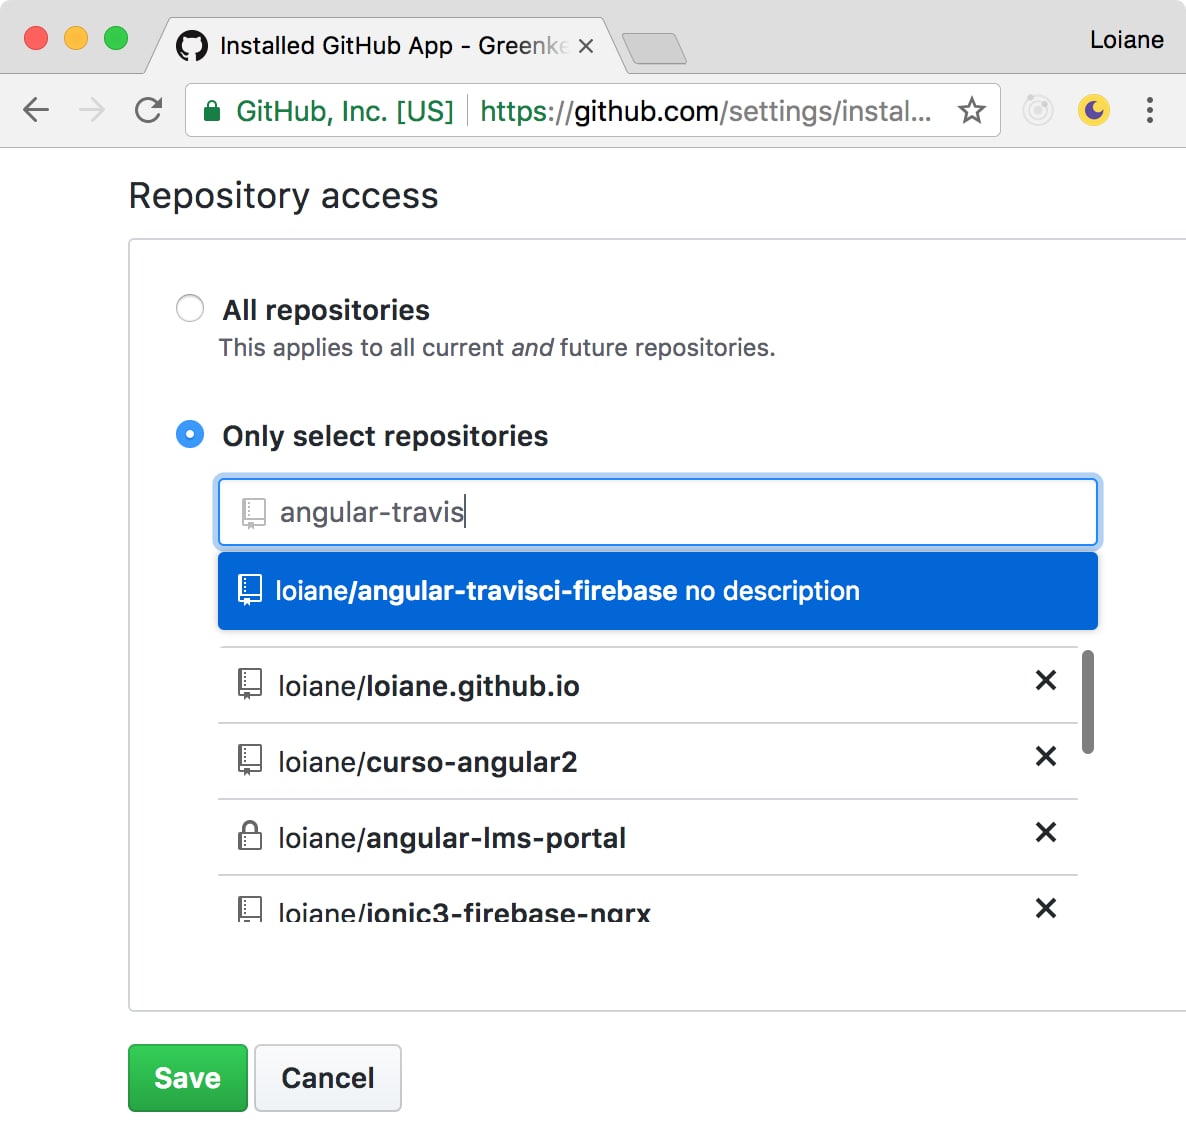 Installed GitHub App - Greenke
Loiane
GitHub, Inc. [US] https://github.com/settings/instal...
Repository access
All repositories
This applies to all current and future repositories.
Only select repositories
angular-travis
loiane/angular-travisci-firebase no description
loiane/loiane.github.io
loiane/curso-angular2
loiane/angular-lms-portal
loiane/ionic3-firebase-ngrx
Save Cancel